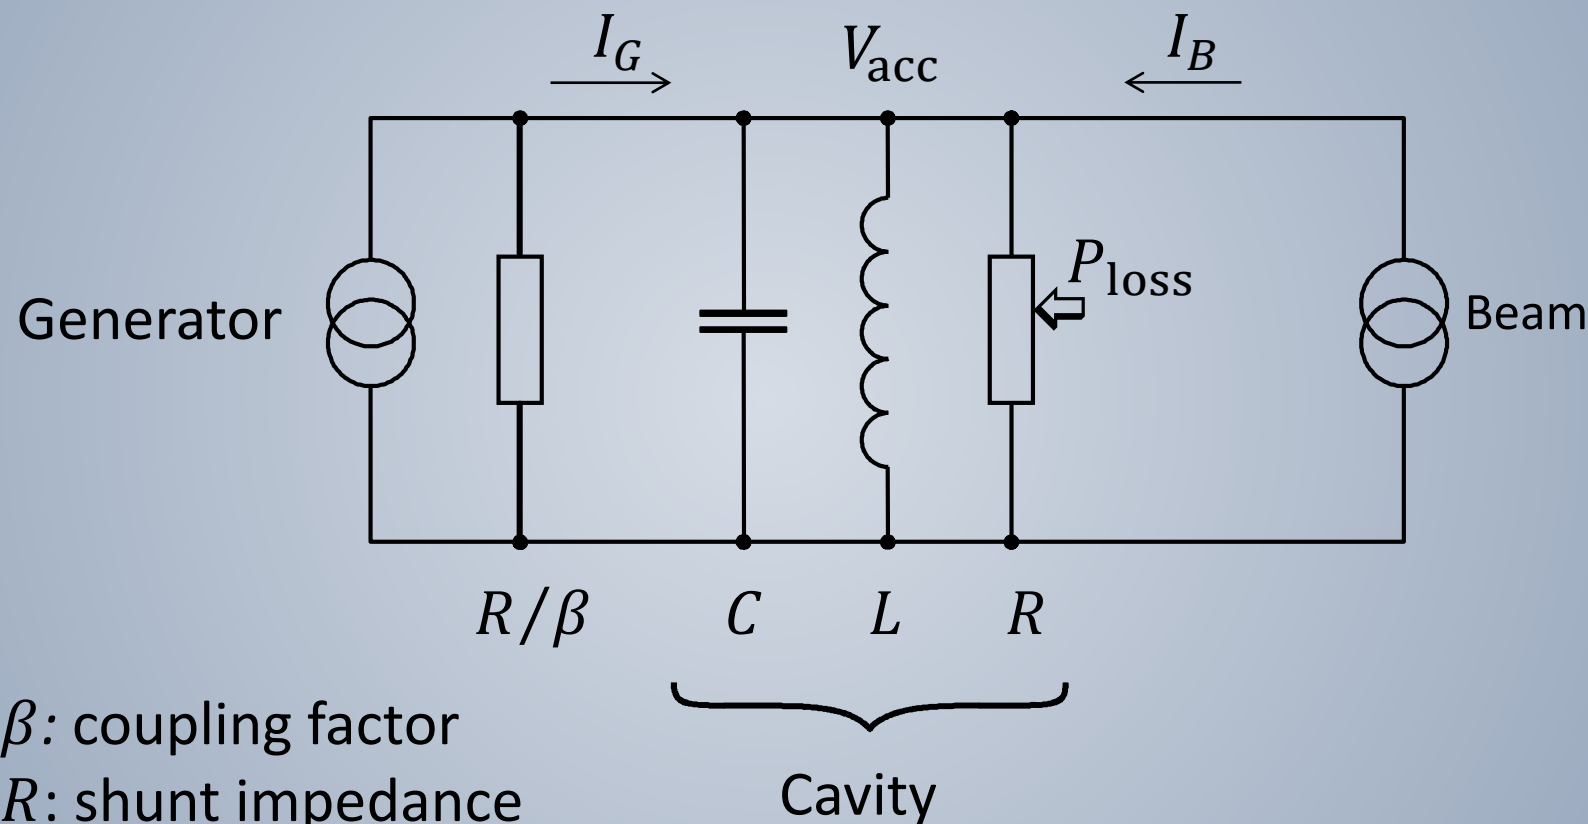 I_G
V_acc
I_B
P_loss
Generator
Beam
R/β
C
L
R
β: coupling factor
R: shunt impedance
Cavity